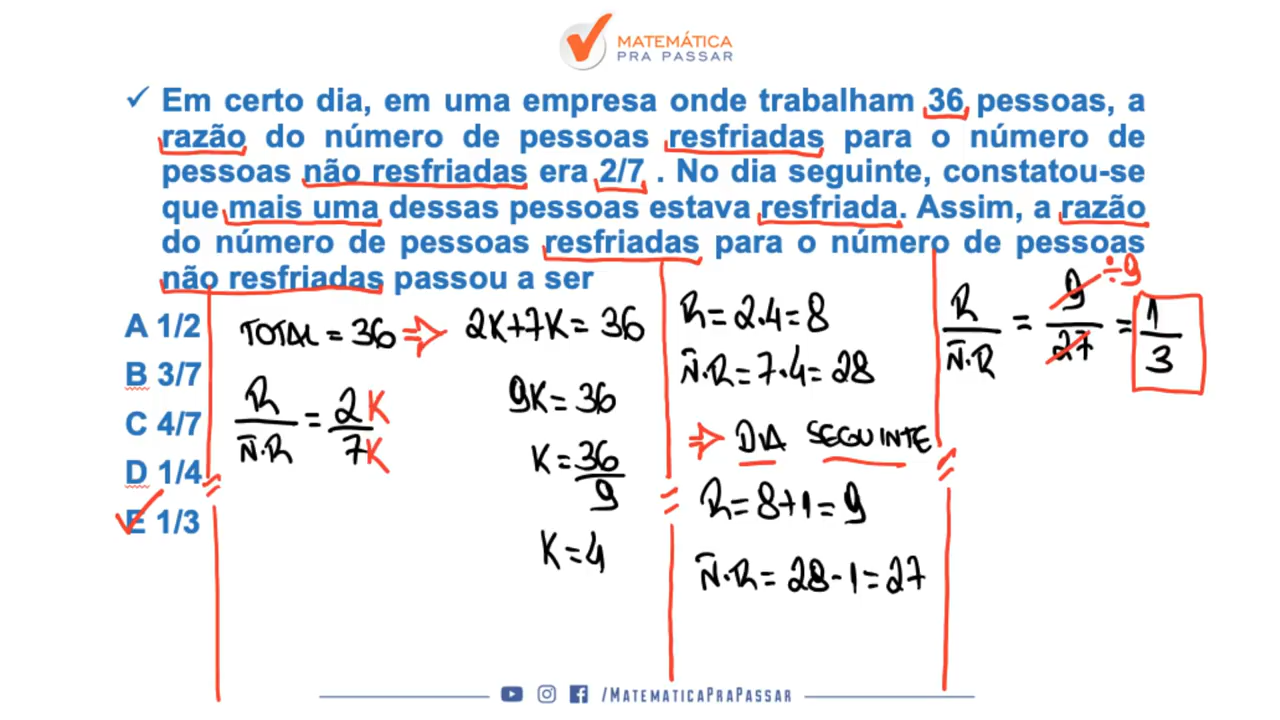 MATEMÁTICA
PRA PASSAR
✓ Em certo dia, em uma empresa onde trabalham 36 pessoas, a
razão do número de pessoas resfriadas para o número de
pessoas não resfriadas era 2/7 . No dia seguinte, constatou-se
que mais uma dessas pessoas estava resfriada. Assim, a razão
do número de pessoas resfriadas para o número de pessoas
não resfriadas passou a ser
A 1/2
B 3/7
C 4/7
D 1/4
E 1/3
TOTAL = 36 ⇒ 2K+7K = 36
R/Ñ.R = 2K/7K
9K = 36
K = 36/9
K = 4
R = 2.4 = 8
Ñ.R = 7.4 = 28
⇒ DIA SEGUINTE
R = 8+1 = 9
Ñ.R = 28-1 = 27
R/Ñ.R = 9/27 = 1/3
÷9
/MatematicaPraPassar